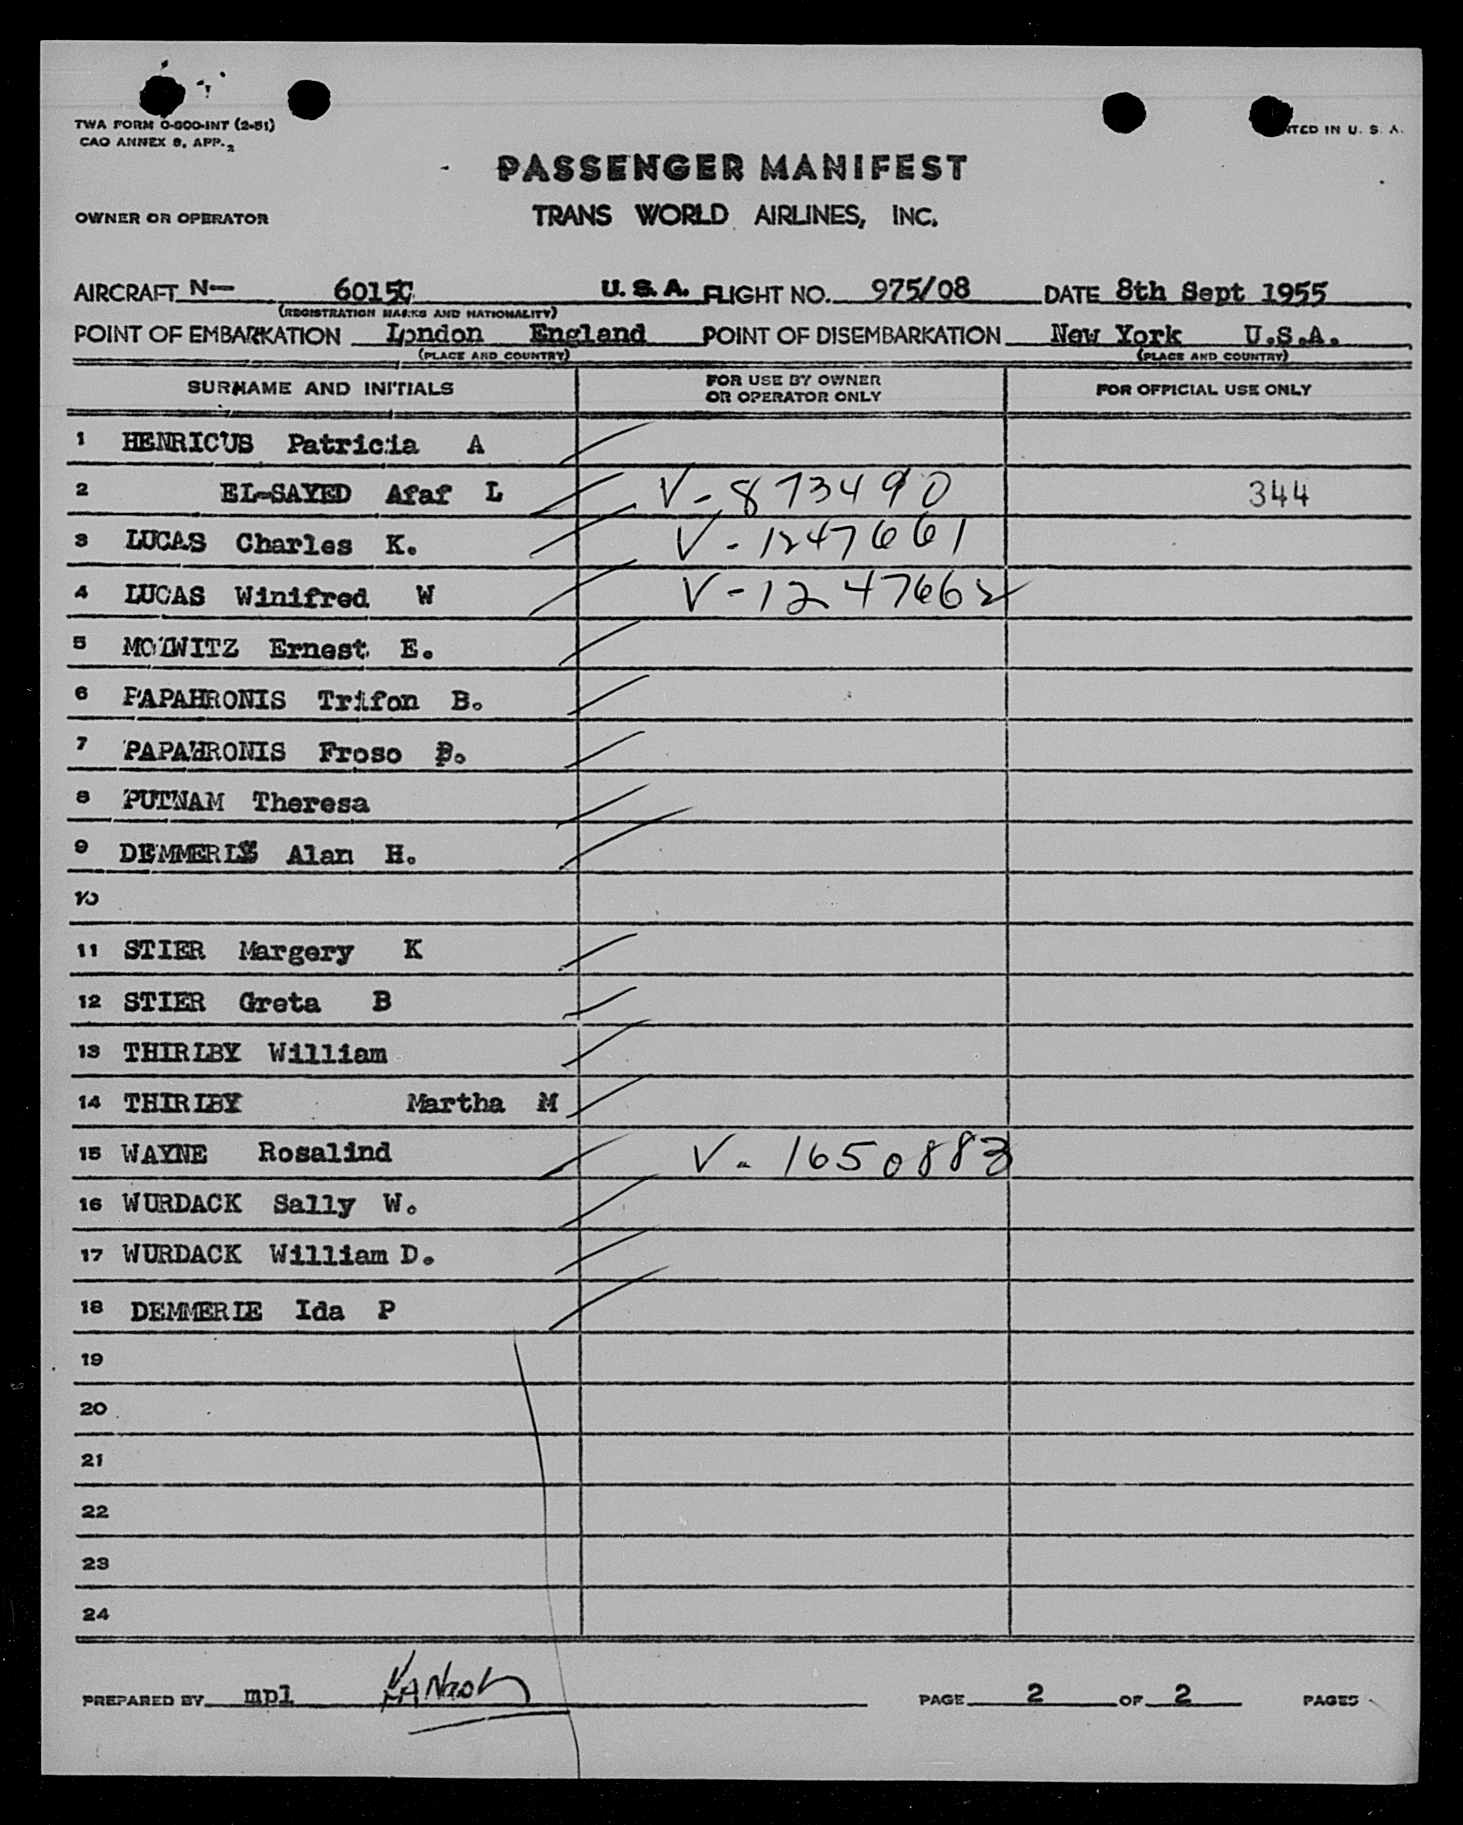 TWA FORM O-800-INT (2-51)
CAO ANNEX 9, APP. 2
U. S. A.
PASSENGER MANIFEST
OWNER OR OPERATOR TRANS WORLD AIRLINES, INC.
AIRCRAFT N- 6015C U. S. A. FLIGHT NO. 975/08 DATE 8th Sept 1955
(REGISTRATION MARKS AND NATIONALITY)
POINT OF EMBARKATION London England POINT OF DISEMBARKATION New York U.S.A.
(PLACE AND COUNTRY) (PLACE AND COUNTRY)
SURNAME AND INITIALS FOR USE BY OWNER OR OPERATOR ONLY FOR OFFICIAL USE ONLY
1 HENRICUS Patricia A
2 EL-SAYED Afaf L V-873490 344
3 LUCAS Charles K. V-1247661
4 LUCAS Winifred W V-1247662
5 Ernest E.
6 PAPAHRONIS Trifon B.
7 PAPAHRONIS Froso
8 PUTNAM Theresa
9 DEMMERIE Alan H.
10
11 STIER Margery K
12 STIER Greta B
13 THIRLBY William
14 THIRLBY Martha M
15 WAYNE Rosalind V-1650883
16 WURDACK Sally W.
17 WURDACK William D.
18 DEMMERIE Ida P
19
20
21
22
23
24
PREPARED BY mpl PAGE 2 OF 2 PAGES